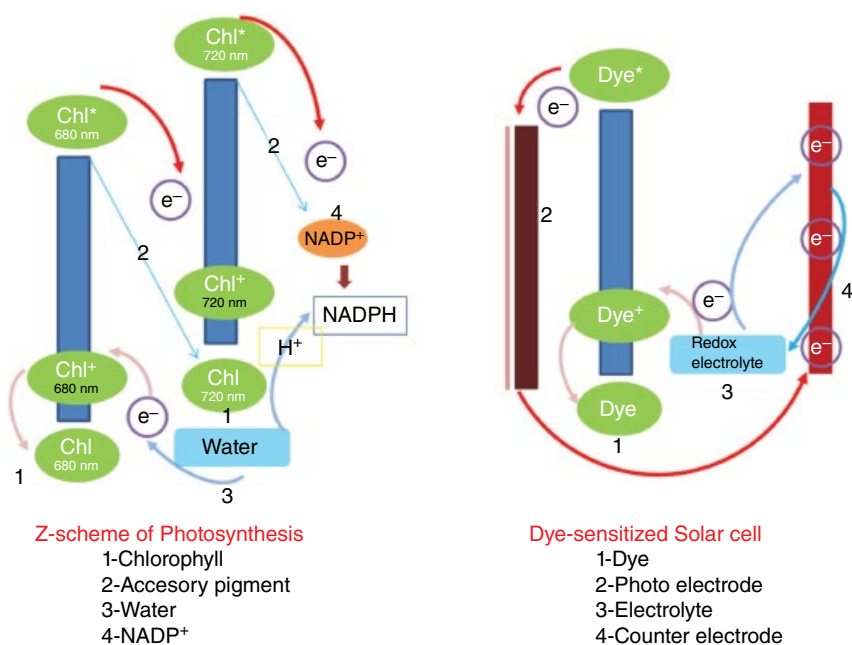 Chl*
720 nm
Chl*
680 nm
2
e–
e–
2
4
NADP+
Chl+
720 nm
NADPH
H+
Chl+
680 nm
Chl
720 nm
e–
1
Water
Chl
680 nm
1
3
Z-scheme of Photosynthesis
1-Chlorophyll
2-Accesory pigment
3-Water
4-NADP+
Dye*
e–
e–
2
e–
e–
4
Dye+
Redox
electrolyte
e–
3
Dye
1
Dye-sensitized Solar cell
1-Dye
2-Photo electrode
3-Electrolyte
4-Counter electrode